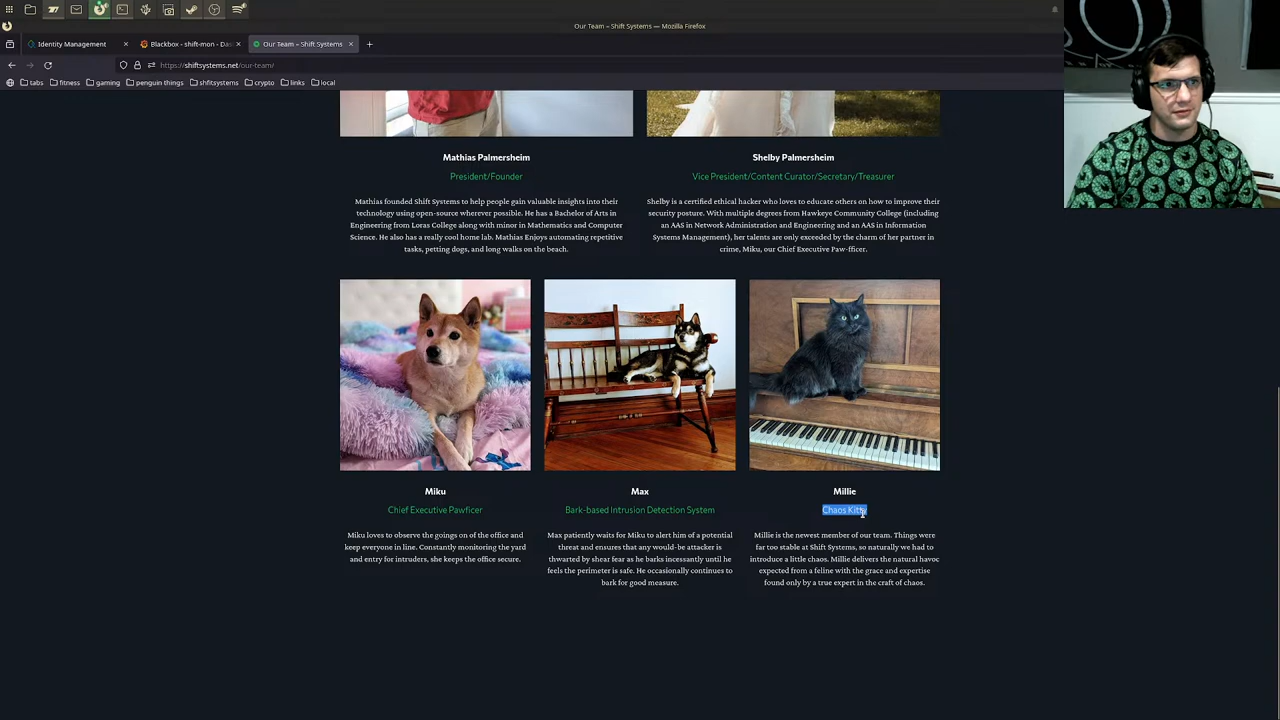 Our Team – Shift Systems — Mozilla Firefox
Identity Management
Blackbox - shift-mon - Das
Our Team – Shift Systems
https://shiftsystems.net/our-team/
tabs fitness gaming penguin things shfitsystems crypto links local
Mathias Palmersheim
President/Founder
Mathias founded Shift Systems to help people gain valuable insights into their
technology using open-source wherever possible. He has a Bachelor of Arts in
Engineering from Loras College along with minor in Mathematics and Computer
Science. He also has a really cool home lab. Mathias Enjoys automating repetitive
tasks, petting dogs, and long walks on the beach.
Shelby Palmersheim
Vice President/Content Curator/Secretary/Treasurer
Shelby is a certified ethical hacker who loves to educate others on how to improve their
security posture. With multiple degrees from Hawkeye Community College (including
an AAS in Network Administration and Engineering and an AAS in Information
Systems Management), her talents are only exceeded by the charm of her partner in
crime, Miku, our Chief Executive Paw-fficer.
Miku
Chief Executive Pawficer
Miku loves to observe the goings on of the office and
keep everyone in line. Constantly monitoring the yard
and entry for intruders, she keeps the office secure.
Max
Bark-based Intrusion Detection System
Max patiently waits for Miku to alert him of a potential
threat and ensures that any would-be attacker is
thwarted by shear fear as he barks incessantly until he
feels the perimeter is safe. He occasionally continues to
bark for good measure.
Millie
Chaos Kitty
Millie is the newest member of our team. Things were
far too stable at Shift Systems, so naturally we had to
introduce a little chaos. Millie delivers the natural havoc
expected from a feline with the grace and expertise
found only by a true expert in the craft of chaos.